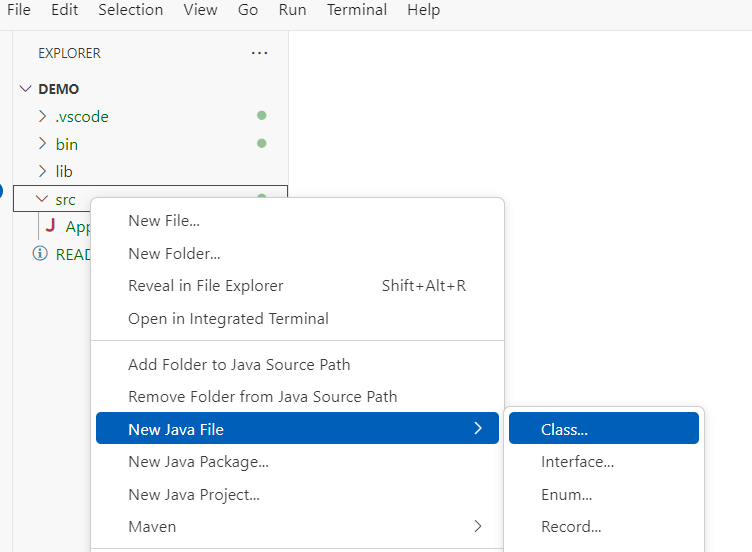 File Edit Selection View Go Run Terminal Help
EXPLORER ...
DEMO
.vscode
bin
lib
src
J App
READ
New File...
New Folder...
Reveal in File Explorer Shift+Alt+R
Open in Integrated Terminal
Add Folder to Java Source Path
Remove Folder from Java Source Path
New Java File
New Java Package...
New Java Project...
Maven
Class...
Interface...
Enum...
Record...